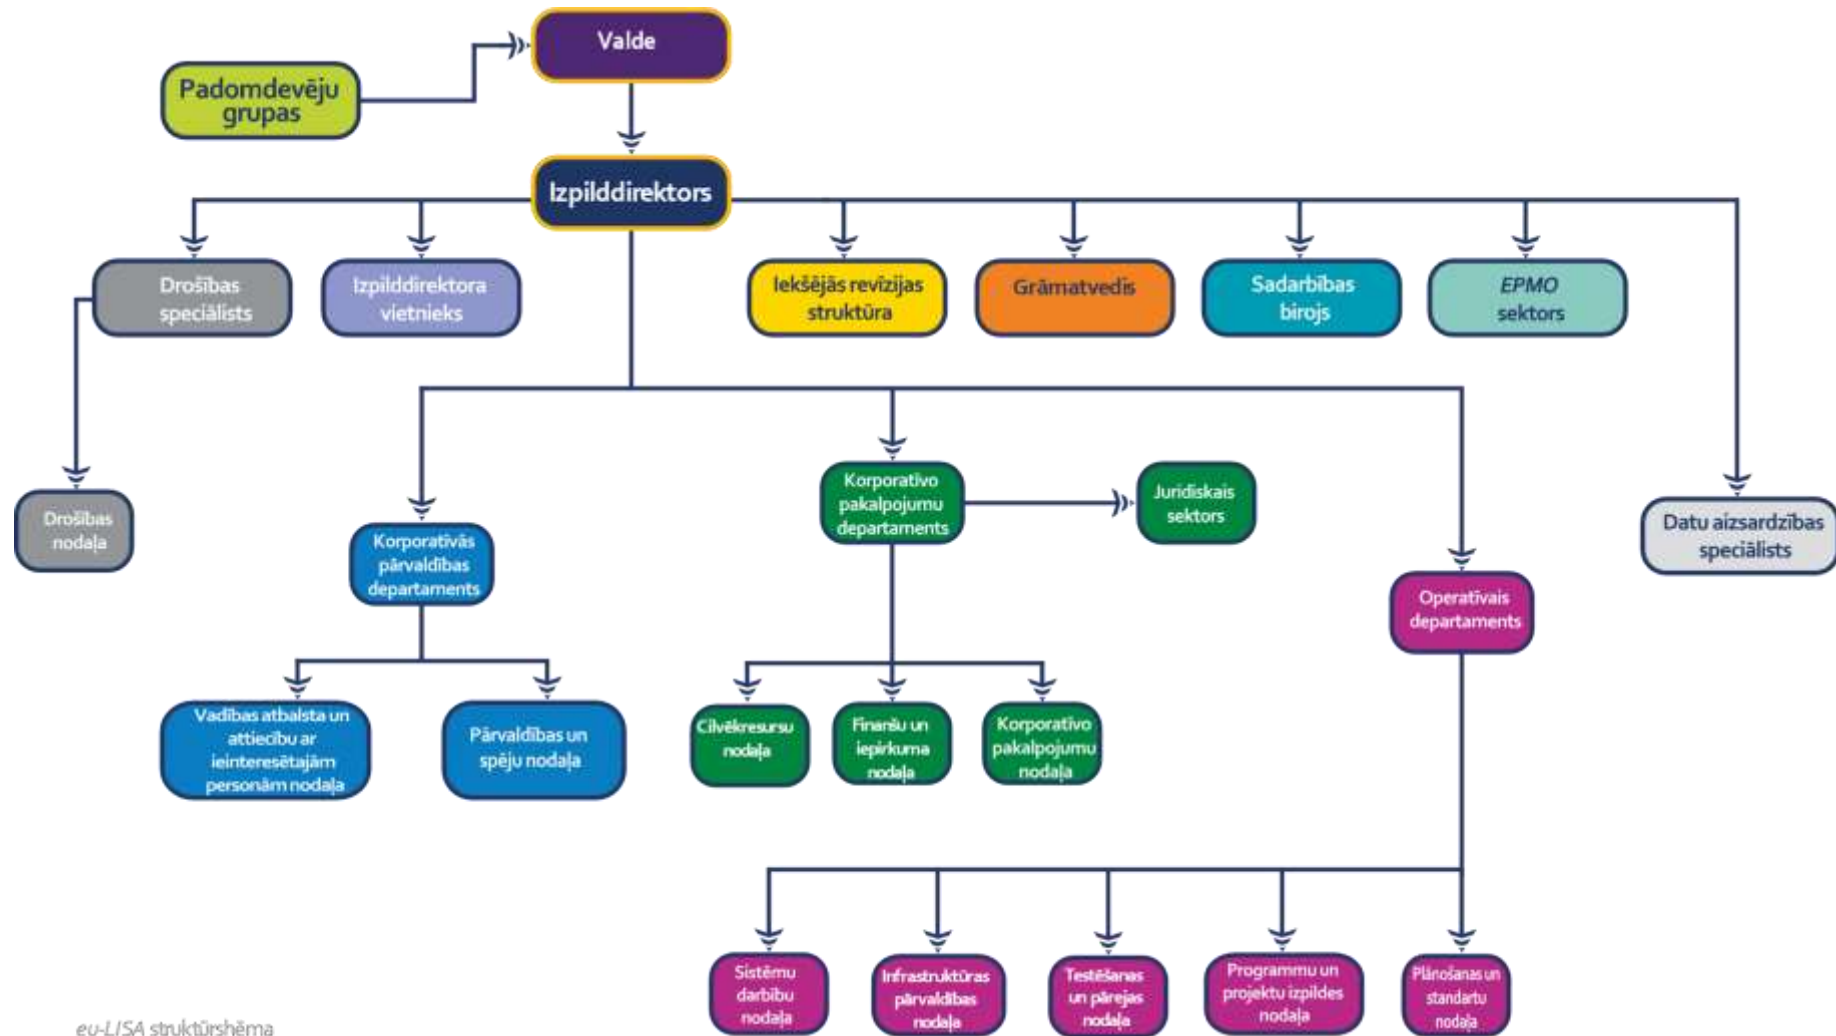 Valde
Padomdevēju
grupas
Izpilddirektors
Drošības
speciālists
Izpilddirektora
vietnieks
Iekšējās revīzijas
struktūra
Grāmatvedis
Sadarbības
birojs
EPMO
sektors
Drošības
nodaļa
Korporatīvās
pārvaldības
departaments
Korporatīvo
pakalpojumu
departaments
Juridiskais
sektors
Operatīvais
departaments
Datu aizsardzības
speciālists
Vadības atbalsta un
attiecību ar
ieinteresētajām
personām nodaļa
Pārvaldības un
spēju nodaļa
Cilvēkresursu
nodaļa
Finanšu un
iepirkuma
nodaļa
Korporatīvo
pakalpojumu
nodaļa
Sistēmu
darbību
nodaļa
Infrastruktūras
pārvaldības
nodaļa
Testēšanas
un pārejas
nodaļa
Programmu un
projektu izpildes
nodaļa
Plānošanas un
standartu
nodaļa
eu-LISA struktūrshēma